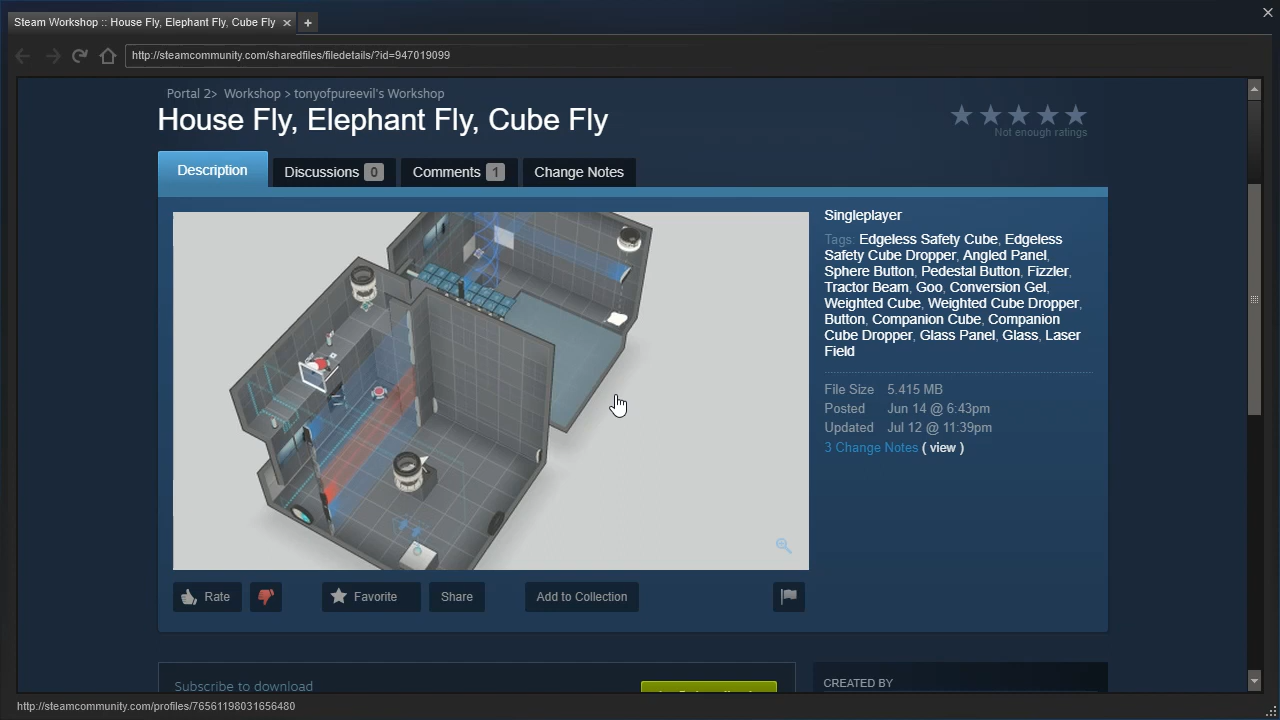 Steam Workshop :: House Fly, Elephant Fly, Cube Fly
http://steamcommunity.com/sharedfiles/filedetails/?id=947019099
Portal 2> Workshop > tonyofpureevil's Workshop
House Fly, Elephant Fly, Cube Fly
Not enough ratings
Description
Discussions 0
Comments 1
Change Notes
Singleplayer
Tags: Edgeless Safety Cube, Edgeless
Safety Cube Dropper, Angled Panel,
Sphere Button, Pedestal Button, Fizzler,
Tractor Beam, Goo, Conversion Gel,
Weighted Cube, Weighted Cube Dropper,
Button, Companion Cube, Companion
Cube Dropper, Glass Panel, Glass, Laser
Field
File Size 5.415 MB
Posted Jun 14 @ 6:43pm
Updated Jul 12 @ 11:39pm
3 Change Notes ( view )
Rate
Favorite
Share
Add to Collection
Subscribe to download
CREATED BY
http://steamcommunity.com/profiles/76561198031656480